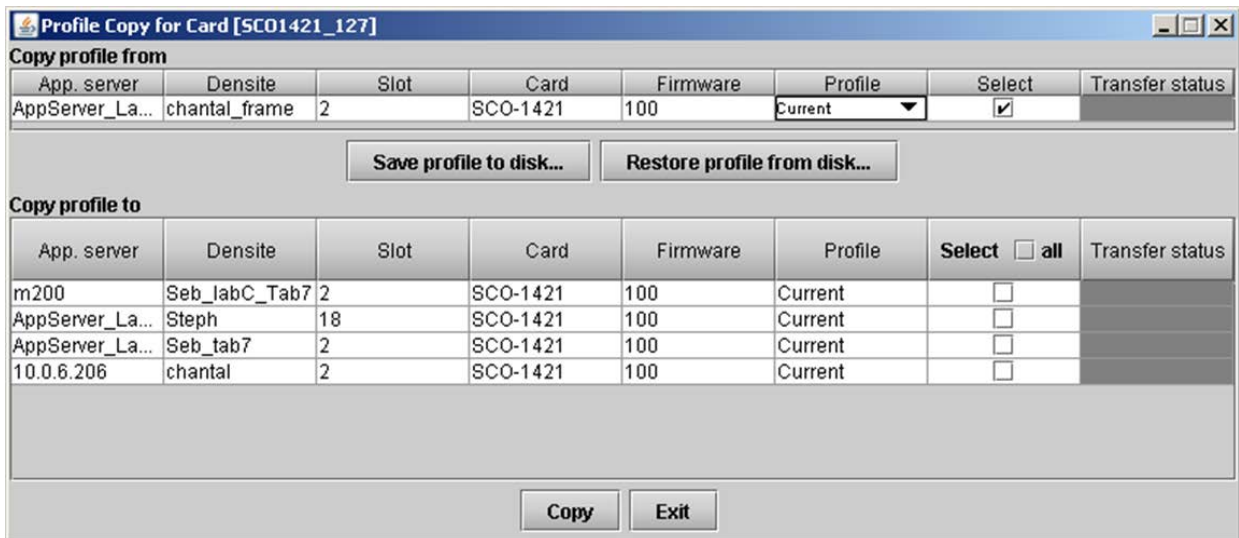 Profile Copy for Card [SCO1421_127]
Copy profile from
App. server Densite Slot Card Firmware Profile Select Transfer status
AppServer_La... chantal_frame 2 SCO-1421 100 Current
Save profile to disk... Restore profile from disk...
Copy profile to
App. server Densite Slot Card Firmware Profile Select all Transfer status
m200 Seb_labC_Tab7 2 SCO-1421 100 Current
AppServer_La... Steph 18 SCO-1421 100 Current
AppServer_La... Seb_tab7 2 SCO-1421 100 Current
10.0.6.206 chantal 2 SCO-1421 100 Current
Copy Exit